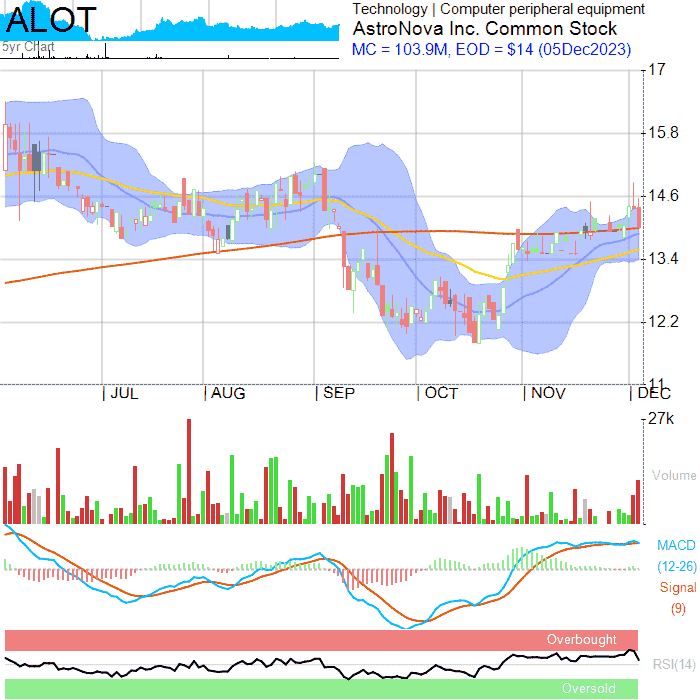 ALOT
5yr Chart
Technology | Computer peripheral equipment
AstroNova Inc. Common Stock
MC = 103.9M, EOD = $14 (05Dec2023)
17
15.8
14.6
13.4
12.2
11
JUL
AUG
SEP
OCT
NOV
DEC
27k
Volume
MACD
(12-26)
Signal
(9)
Overbought
RSI(14)
Oversold